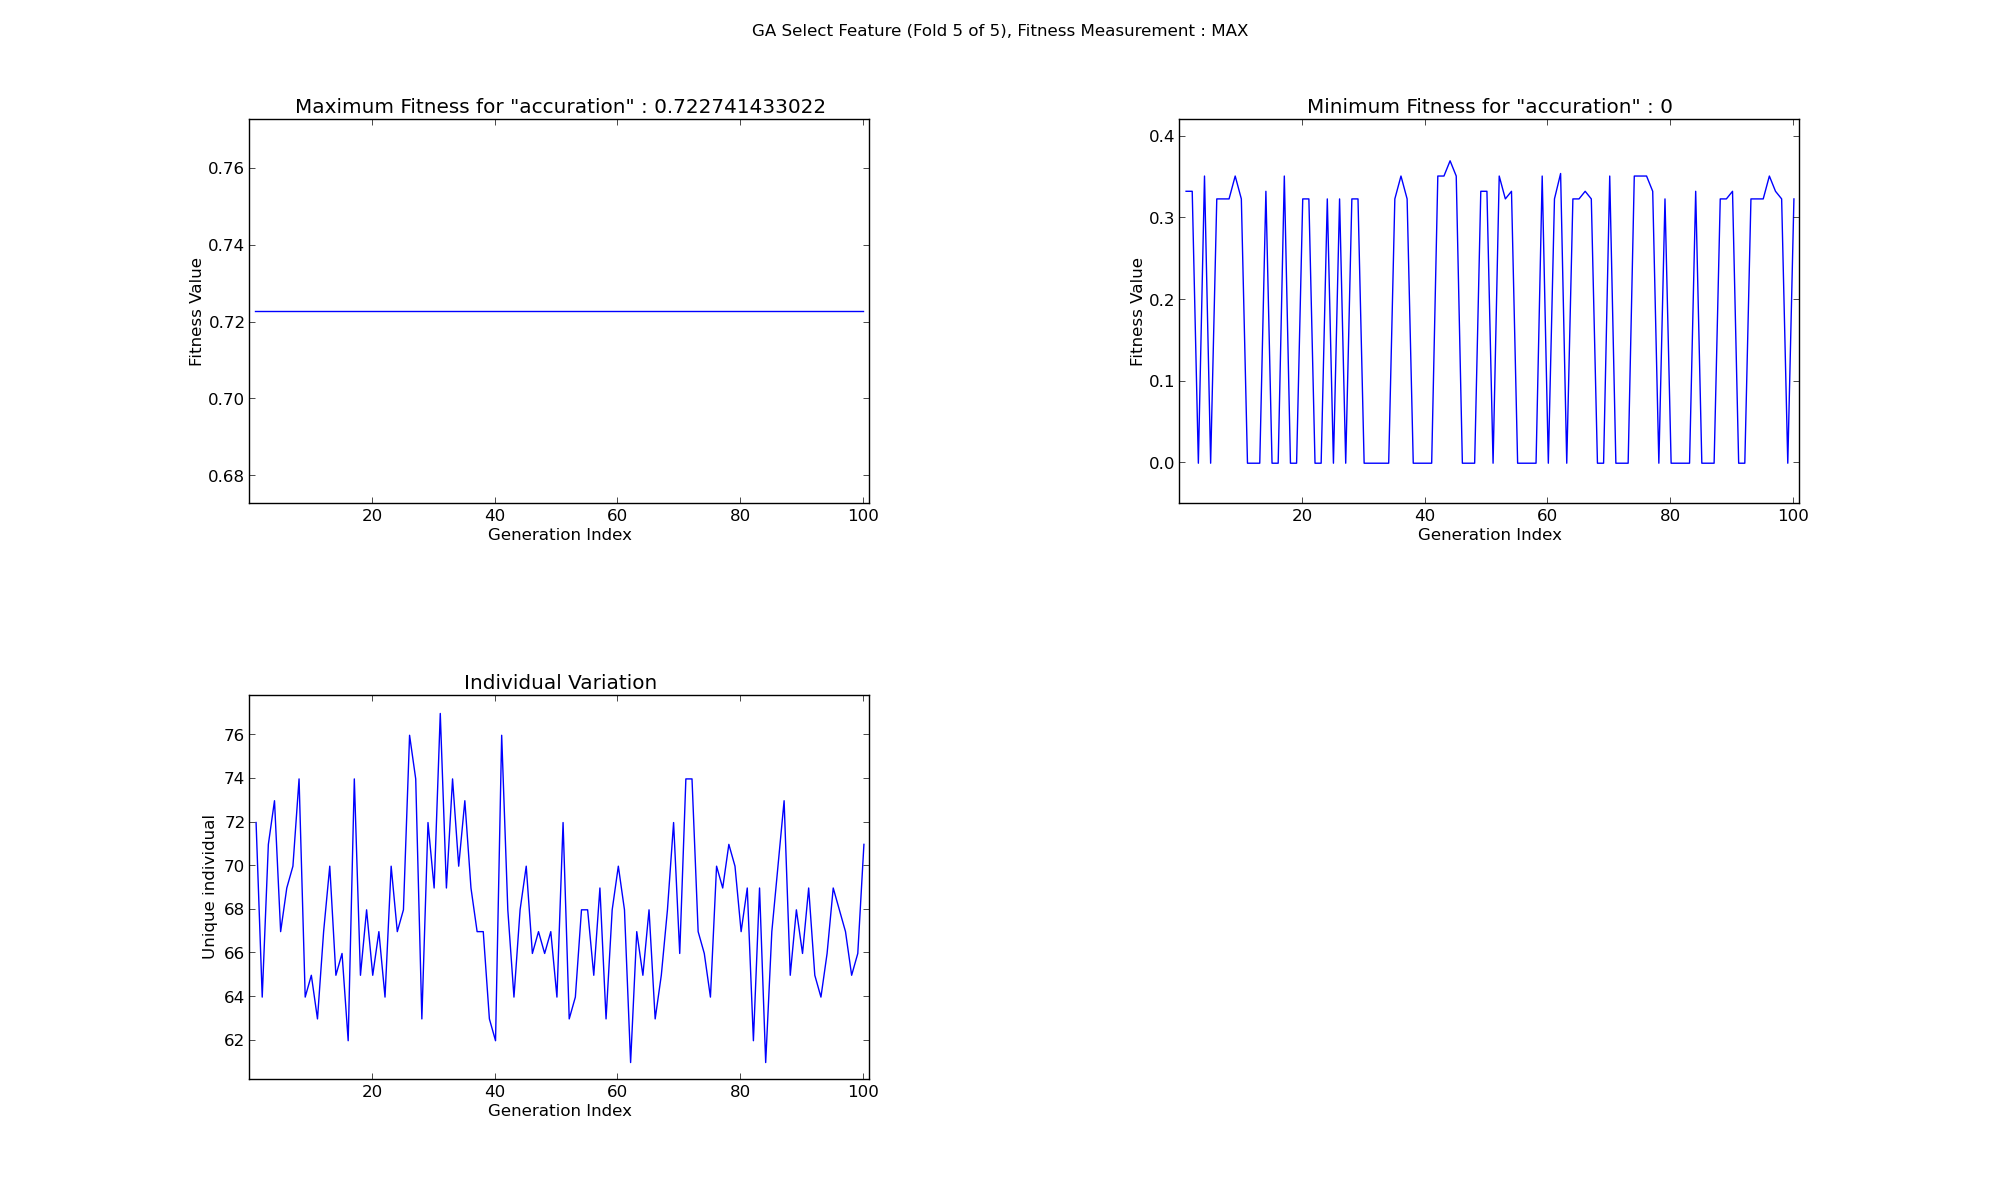 GA Select Feature (Fold 5 of 5), Fitness Measurement : MAX
Maximum Fitness for "accuration" : 0.722741433022
0.76
0.74
0.72
0.70
0.68
Fitness Value
20 40 60 80 100
Generation Index
Minimum Fitness for "accuration" : 0
0.4
0.3
0.2
0.1
0.0
Fitness Value
20 40 60 80 100
Generation Index
Individual Variation
76
74
72
70
68
66
64
62
Unique individual
20 40 60 80 100
Generation Index